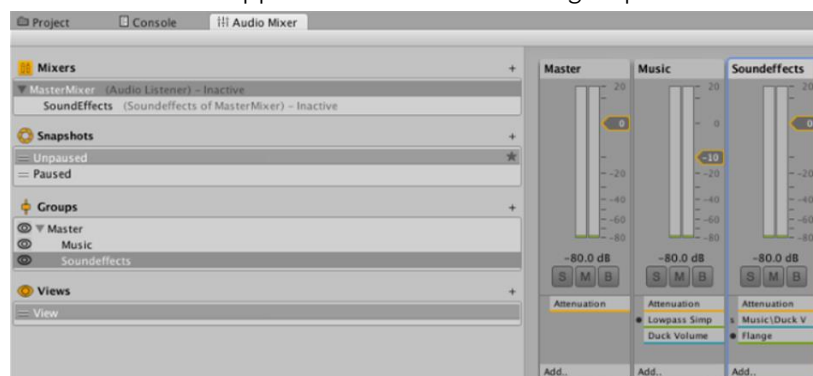 Project Console Audio Mixer
Mixers +
MasterMixer (Audio Listener) – Inactive
SoundEffects (Soundeffects of MasterMixer) – Inactive
Snapshots +
Unpaused
Paused
Groups +
Master
Music
Soundeffects
Views +
View
Master Music Soundeffects
20 20 20
0 0 0
-10
-20 -20 -20
-40 -40 -40
-60 -60 -60
-80 -80 -80
-80.0 dB -80.0 dB -80.0 dB
S M B S M B S M B
Attenuation Attenuation Attenuation
Lowpass Simp s Music\Duck V
Duck Volume Flange
Add.. Add.. Add..